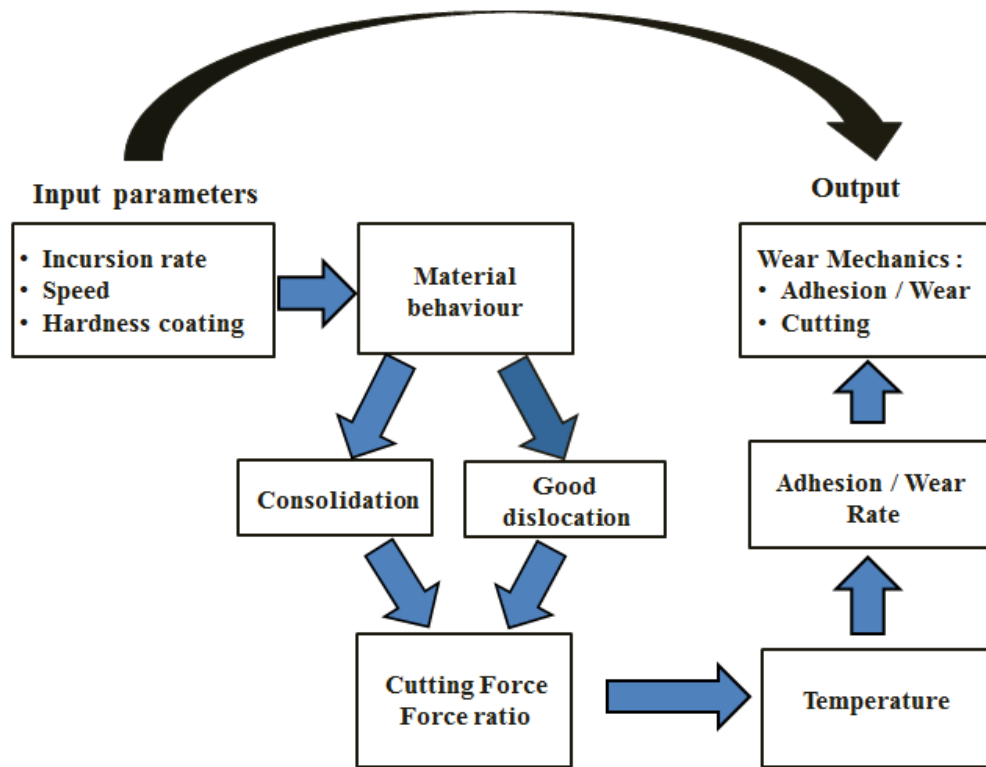 Input parameters
Output
• Incursion rate
• Speed
• Hardness coating
Material
behaviour
Wear Mechanics :
• Adhesion / Wear
• Cutting
Consolidation
Good
dislocation
Adhesion / Wear
Rate
Cutting Force
Force ratio
Temperature